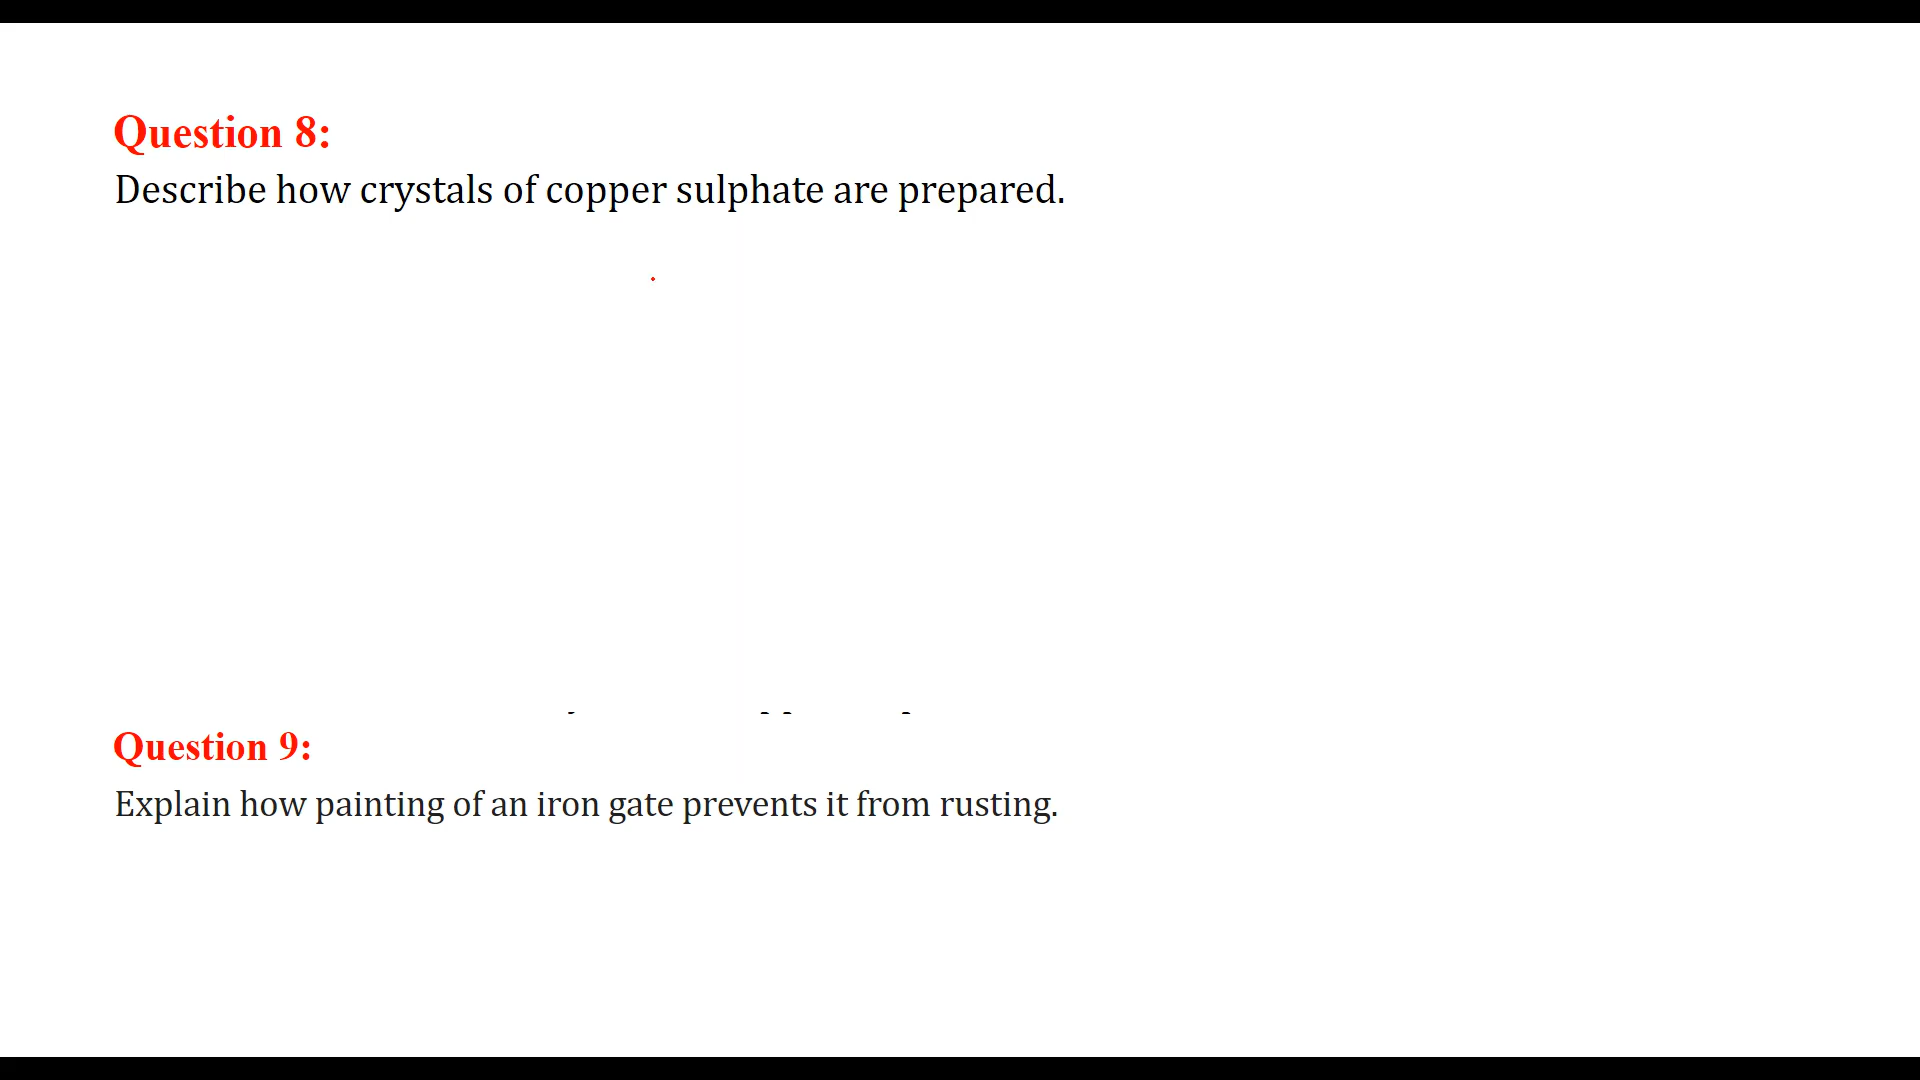 Question 8:
Describe how crystals of copper sulphate are prepared.
Question 9:
Explain how painting of an iron gate prevents it from rusting.